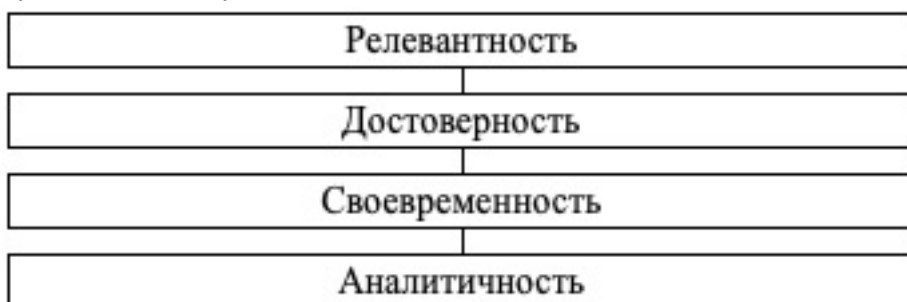 Релевантность
Достоверность
Своевременность
Аналитичность